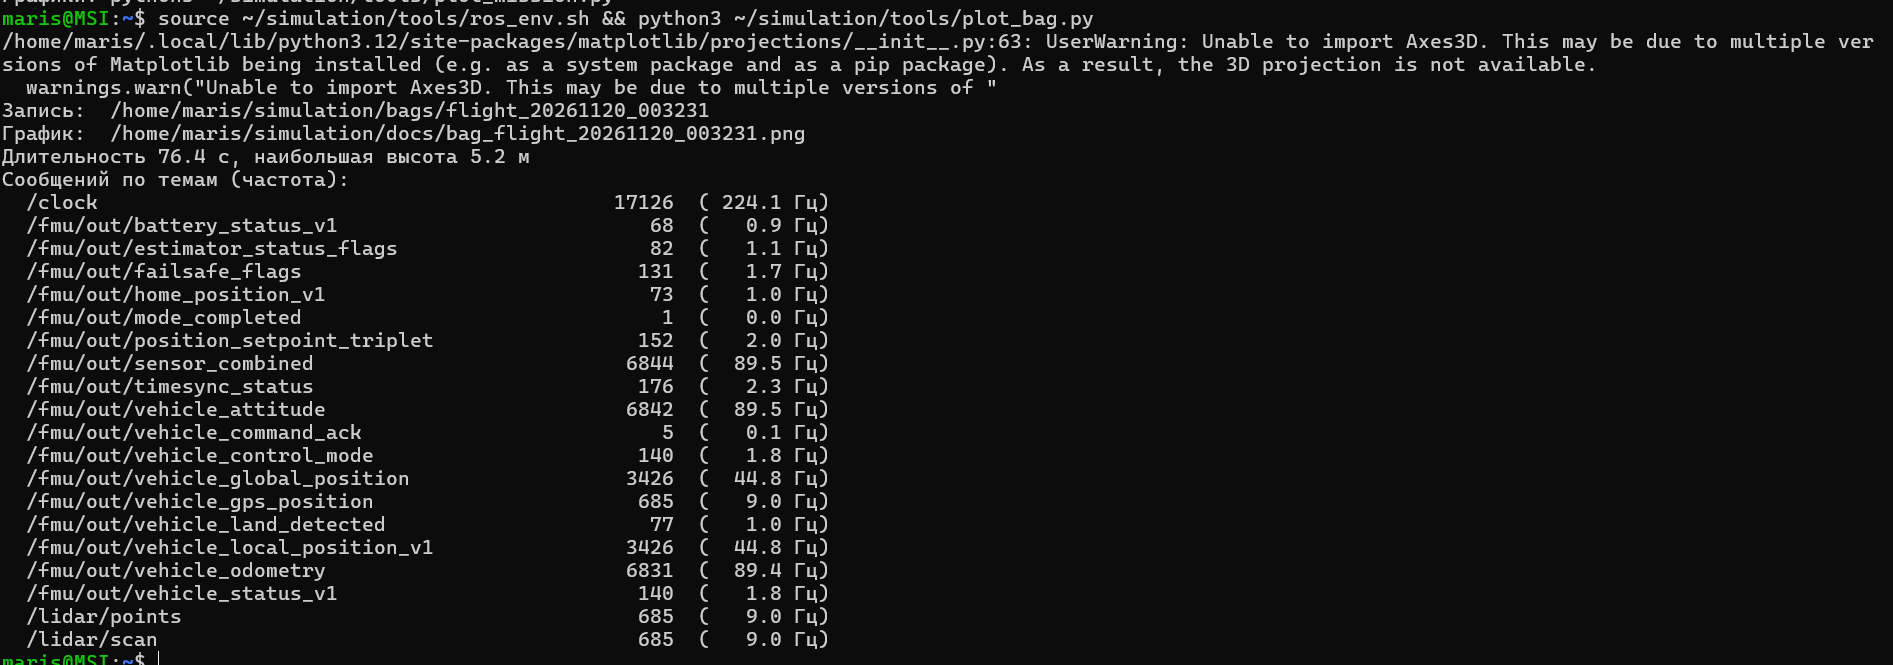 maris@MSI:~$ source ~/simulation/tools/ros_env.sh && python3 ~/simulation/tools/plot_bag.py
/home/maris/.local/lib/python3.12/site-packages/matplotlib/projections/__init__.py:63: UserWarning: Unable to import Axes3D. This may be due to multiple ver
sions of Matplotlib being installed (e.g. as a system package and as a pip package). As a result, the 3D projection is not available.
  warnings.warn("Unable to import Axes3D. This may be due to multiple versions of "
Запись:  /home/maris/simulation/bags/flight_20261120_003231
График:  /home/maris/simulation/docs/bag_flight_20261120_003231.png
Длительность 76.4 с, наибольшая высота 5.2 м
Сообщений по темам (частота):
  /clock                                           17126  ( 224.1 Гц)
  /fmu/out/battery_status_v1                          68  (   0.9 Гц)
  /fmu/out/estimator_status_flags                     82  (   1.1 Гц)
  /fmu/out/failsafe_flags                            131  (   1.7 Гц)
  /fmu/out/home_position_v1                           73  (   1.0 Гц)
  /fmu/out/mode_completed                              1  (   0.0 Гц)
  /fmu/out/position_setpoint_triplet                 152  (   2.0 Гц)
  /fmu/out/sensor_combined                          6844  (  89.5 Гц)
  /fmu/out/timesync_status                           176  (   2.3 Гц)
  /fmu/out/vehicle_attitude                         6842  (  89.5 Гц)
  /fmu/out/vehicle_command_ack                         5  (   0.1 Гц)
  /fmu/out/vehicle_control_mode                      140  (   1.8 Гц)
  /fmu/out/vehicle_global_position                  3426  (  44.8 Гц)
  /fmu/out/vehicle_gps_position                      685  (   9.0 Гц)
  /fmu/out/vehicle_land_detected                      77  (   1.0 Гц)
  /fmu/out/vehicle_local_position_v1                3426  (  44.8 Гц)
  /fmu/out/vehicle_odometry                         6831  (  89.4 Гц)
  /fmu/out/vehicle_status_v1                         140  (   1.8 Гц)
  /lidar/points                                      685  (   9.0 Гц)
  /lidar/scan                                        685  (   9.0 Гц)
maris@MSI:~$